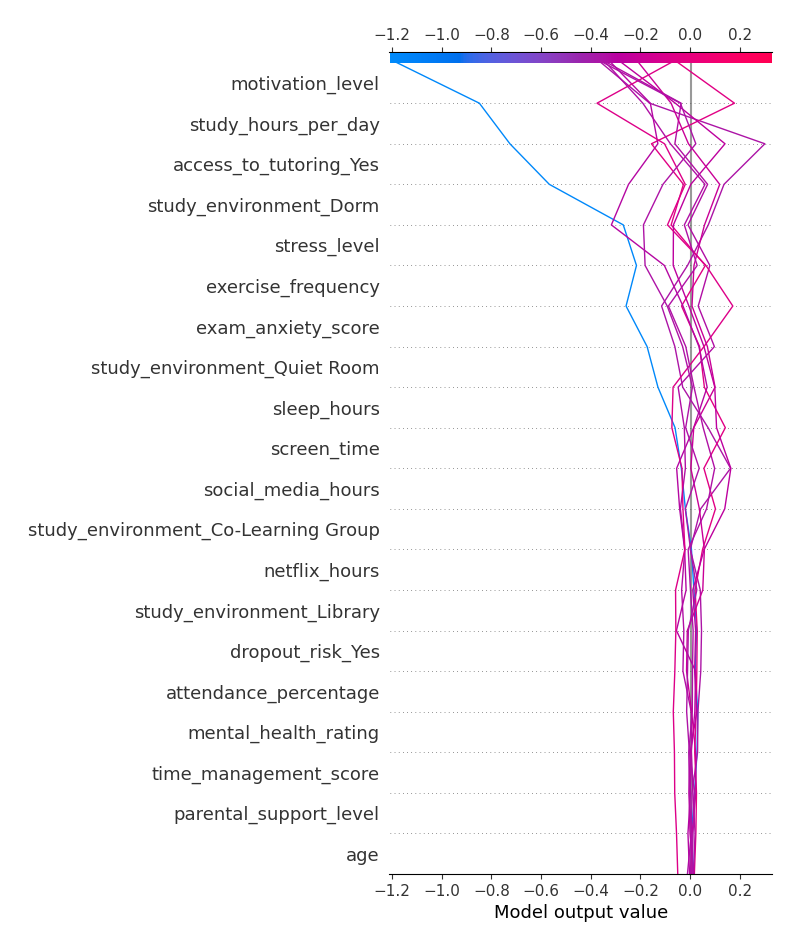 −1.2 −1.0 −0.8 −0.6 −0.4 −0.2 0.0 0.2
motivation_level
study_hours_per_day
access_to_tutoring_Yes
study_environment_Dorm
stress_level
exercise_frequency
exam_anxiety_score
study_environment_Quiet Room
sleep_hours
screen_time
social_media_hours
study_environment_Co-Learning Group
netflix_hours
study_environment_Library
dropout_risk_Yes
attendance_percentage
mental_health_rating
time_management_score
parental_support_level
age
−1.2 −1.0 −0.8 −0.6 −0.4 −0.2 0.0 0.2
Model output value